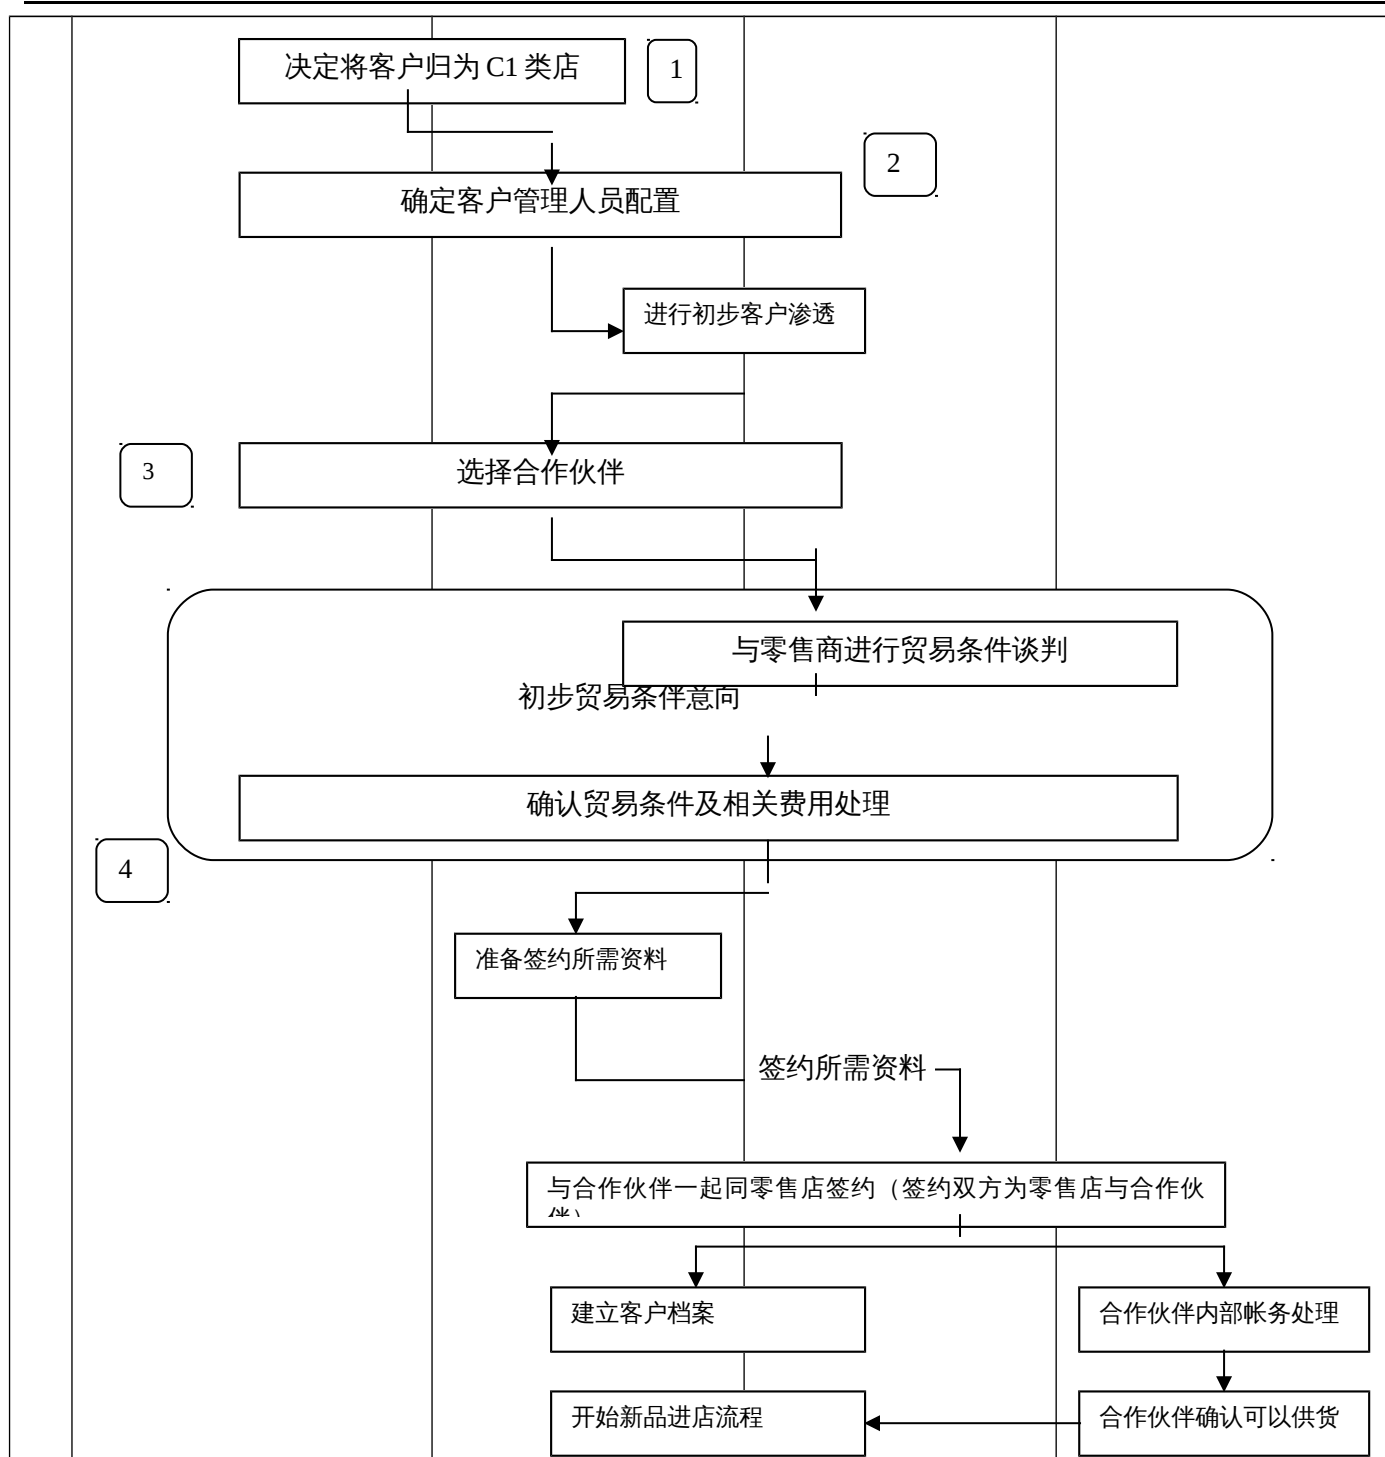 决定将客户归为 C1 类店
1
2
确定客户管理人员配置
进行初步客户渗透
3
选择合作伙伴
与零售商进行贸易条件谈判
初步贸易条件意向
确认贸易条件及相关费用处理
4
准备签约所需资料
签约所需资料
与合作伙伴一起同零售店签约（签约双方为零售店与合作伙
伴）
建立客户档案
合作伙伴内部帐务处理
开始新品进店流程
合作伙伴确认可以供货